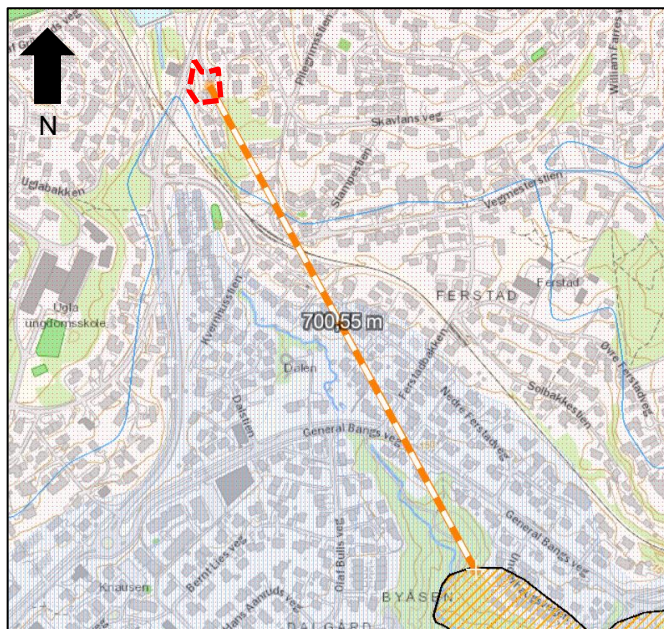 N
Pilegrimsstien
William Farres v
Skavlans veg
Uglabakken
Stampestien
Vegmesterstien
Ugla
ungdomsskole
Kvernhusstien
FERSTAD
Ferstad
700,55 m
Dalen
Ferstadbakken
Nedre Ferstadveg
Øvre Ferstadveg
Solbakkestien
Dalstien
General Bangs veg
General Bangs veg
Bernt Lies veg
Olaf Bulls veg
Knausen
Hans Aanruds veg
BYÅSEN
DALGÅRD